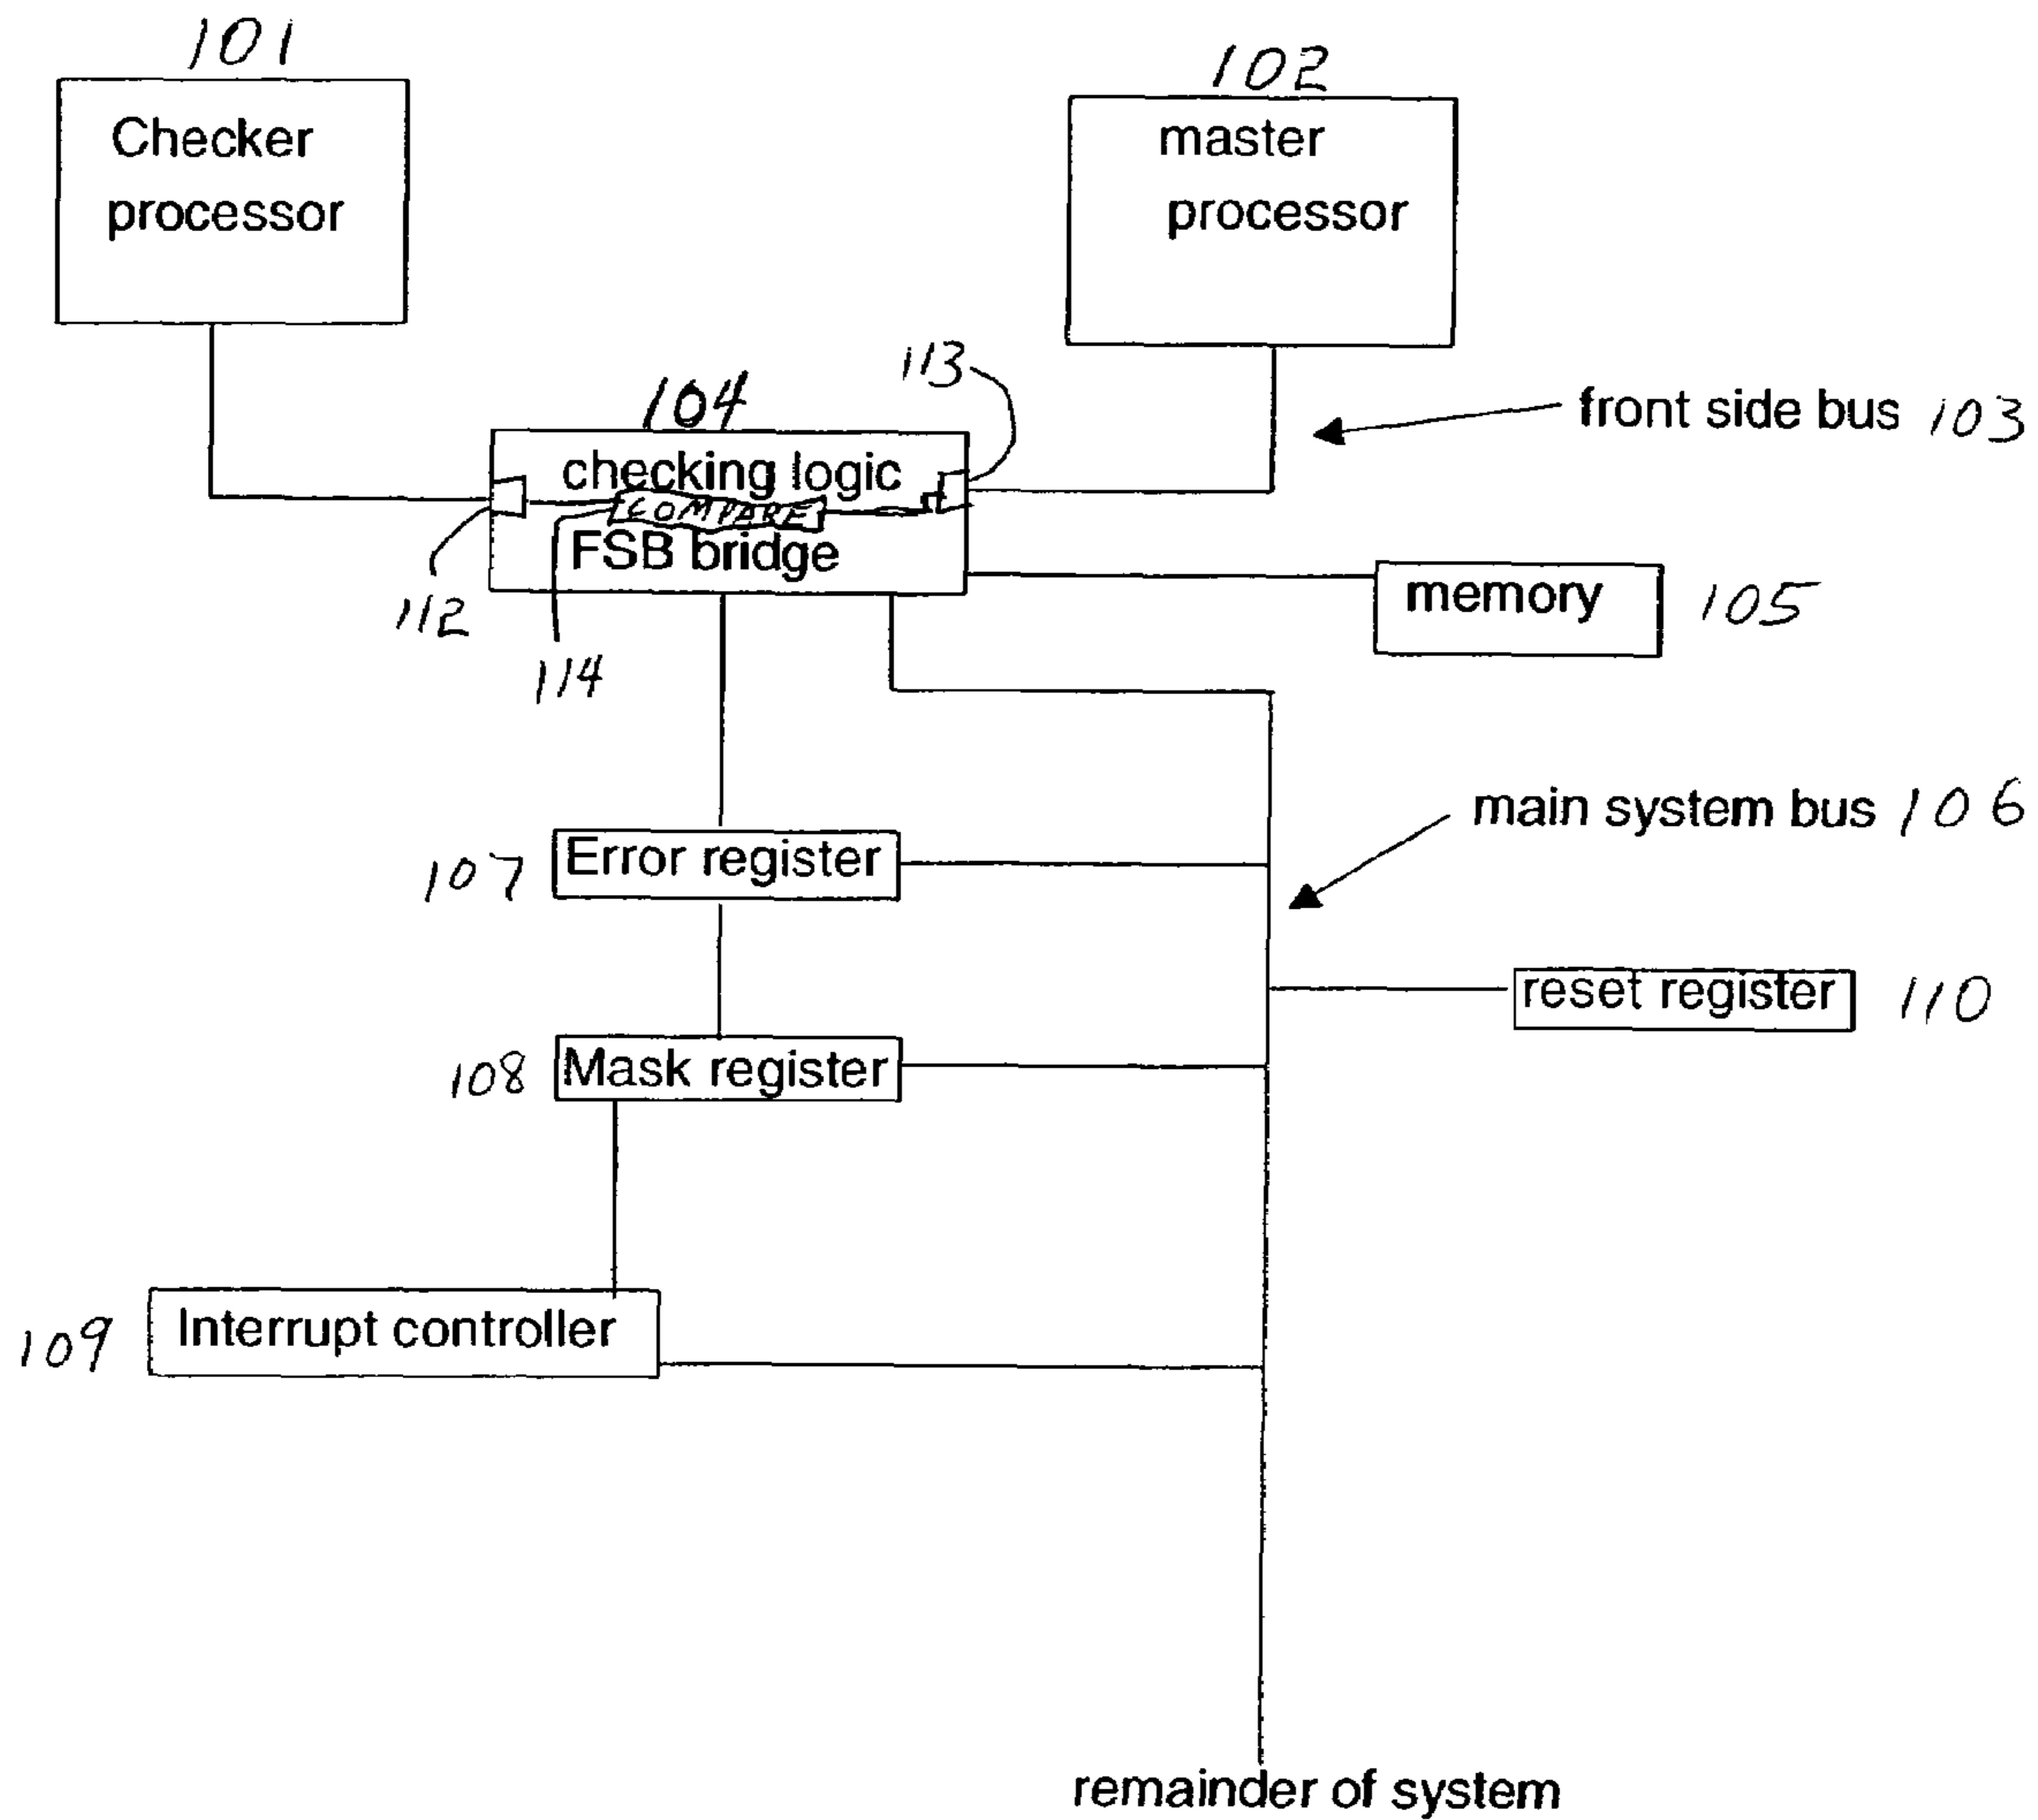 101
Checker
processor
102
master
processor
113
104
front side bus 103
checking logic
COMPARE
FSB bridge
112
114
memory 105
main system bus 106
107 Error register
reset register 110
108 Mask register
109 Interrupt controller
remainder of system